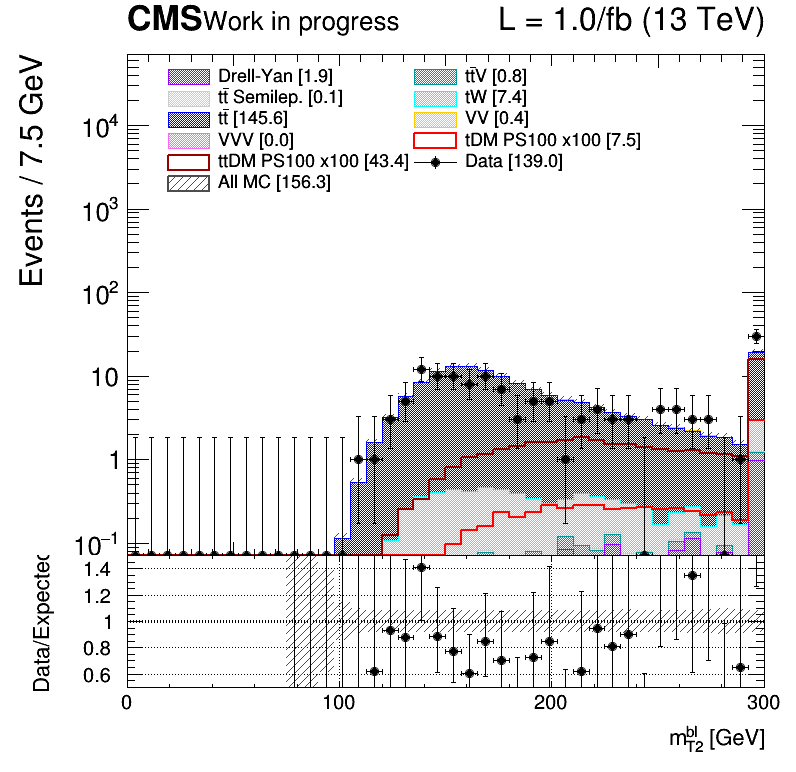 CMS Work in progress L = 1.0/fb (13 TeV)
Events / 7.5 GeV
Drell-Yan [1.9] tt̄V [0.8]
tt̄ Semilep. [0.1] tW [7.4]
tt̄ [145.6] VV [0.4]
VVV [0.0] tDM PS100 x100 [7.5]
ttDM PS100 x100 [43.4] Data [139.0]
All MC [156.3]
10⁴
10³
10²
10
1
10⁻¹
Data/Expected
1.4
1.2
1
0.8
0.6
0 100 200 300
m_{T2}^{bl} [GeV]